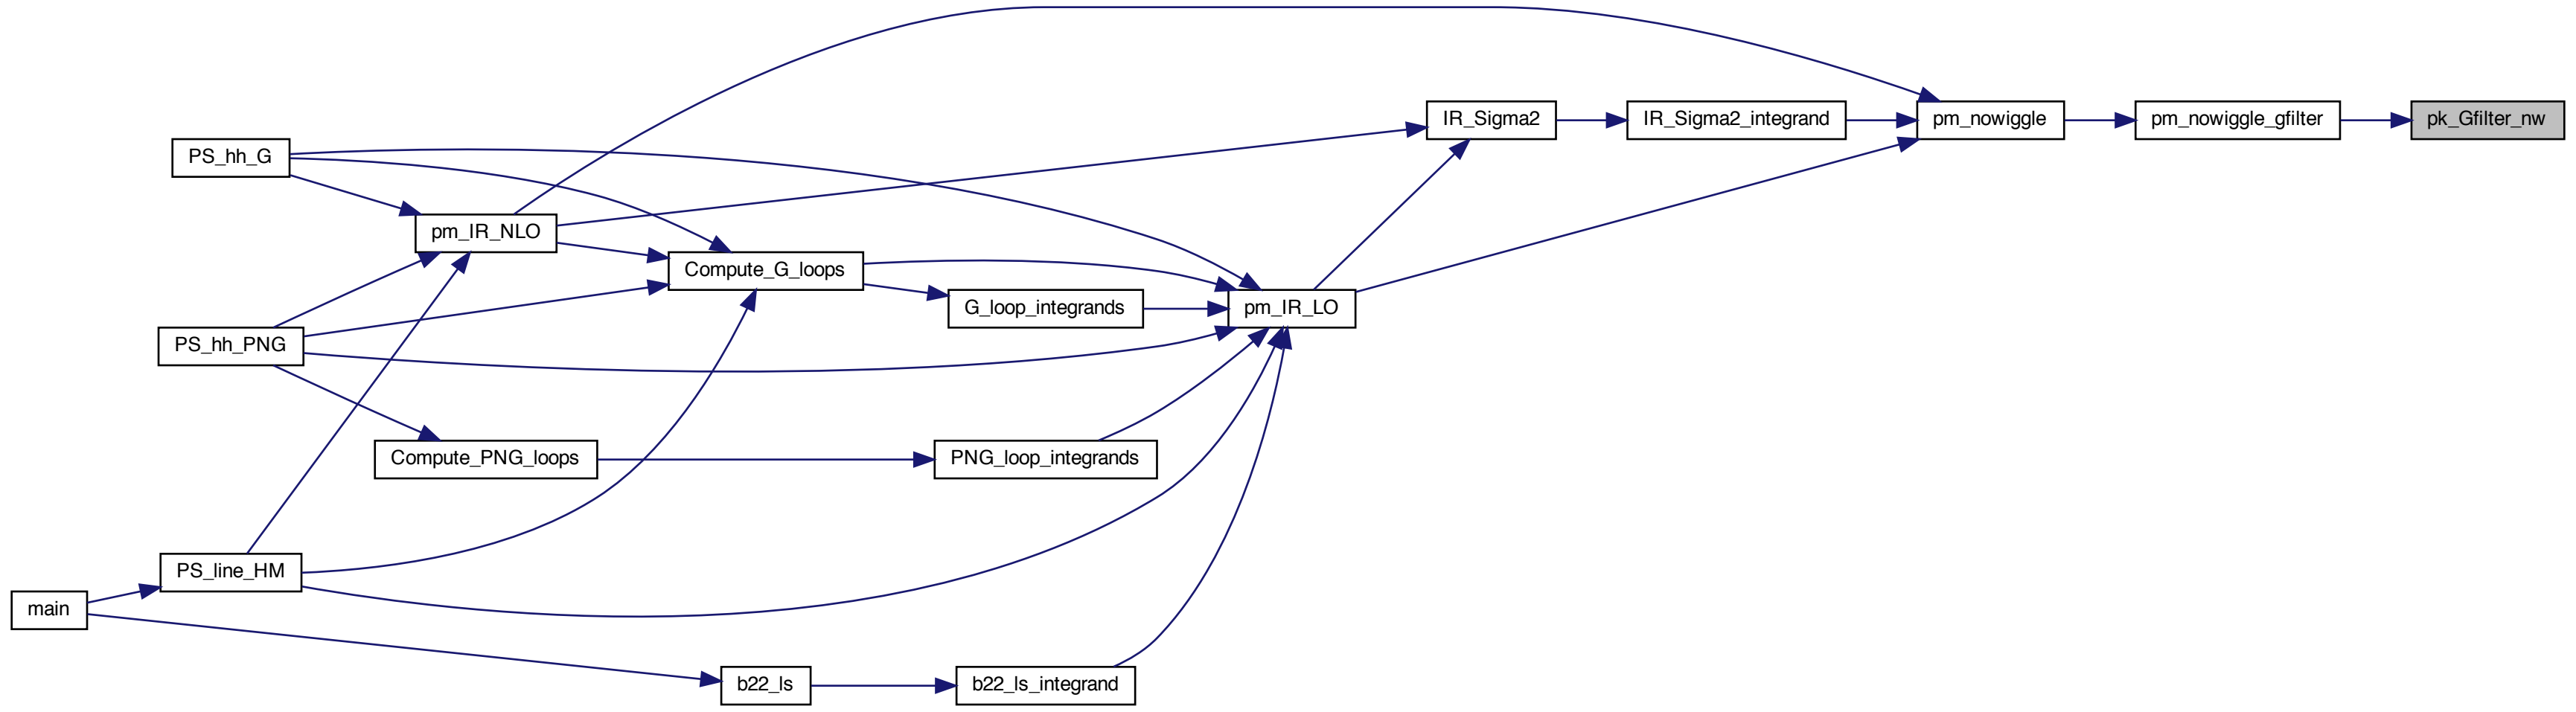 IR_Sigma2
IR_Sigma2_integrand
pm_nowiggle
pm_nowiggle_gfilter
pk_Gfilter_nw
PS_hh_G
pm_IR_NLO
Compute_G_loops
G_loop_integrands
pm_IR_LO
PS_hh_PNG
Compute_PNG_loops
PNG_loop_integrands
PS_line_HM
main
b22_ls
b22_ls_integrand